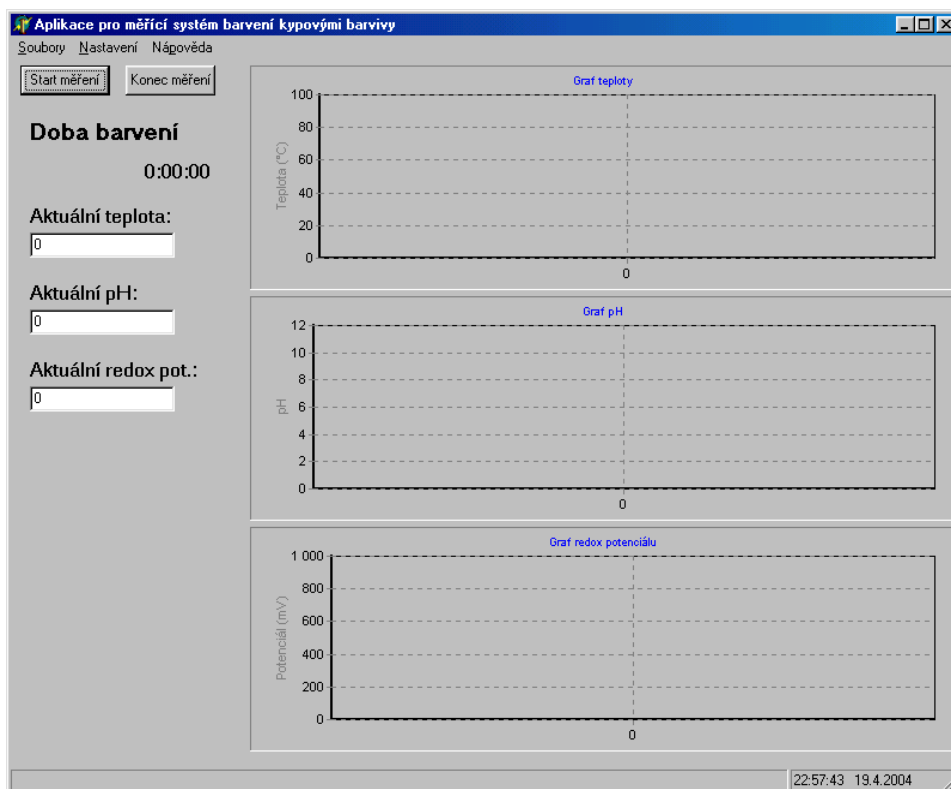 Aplikace pro měřící systém barvení kypovými barvivy
Soubory Nastavení Nápověda
Start měření Konec měření
Doba barvení
0:00:00
Aktuální teplota:
0
Aktuální pH:
0
Aktuální redox pot.:
0
Graf teploty
Teplota (°C)
100
80
60
40
20
0
0
Graf pH
pH
12
10
8
6
4
2
0
0
Graf redox potenciálu
Potenciál (mV)
1 000
800
600
400
200
0
0
22:57:43 19.4.2004